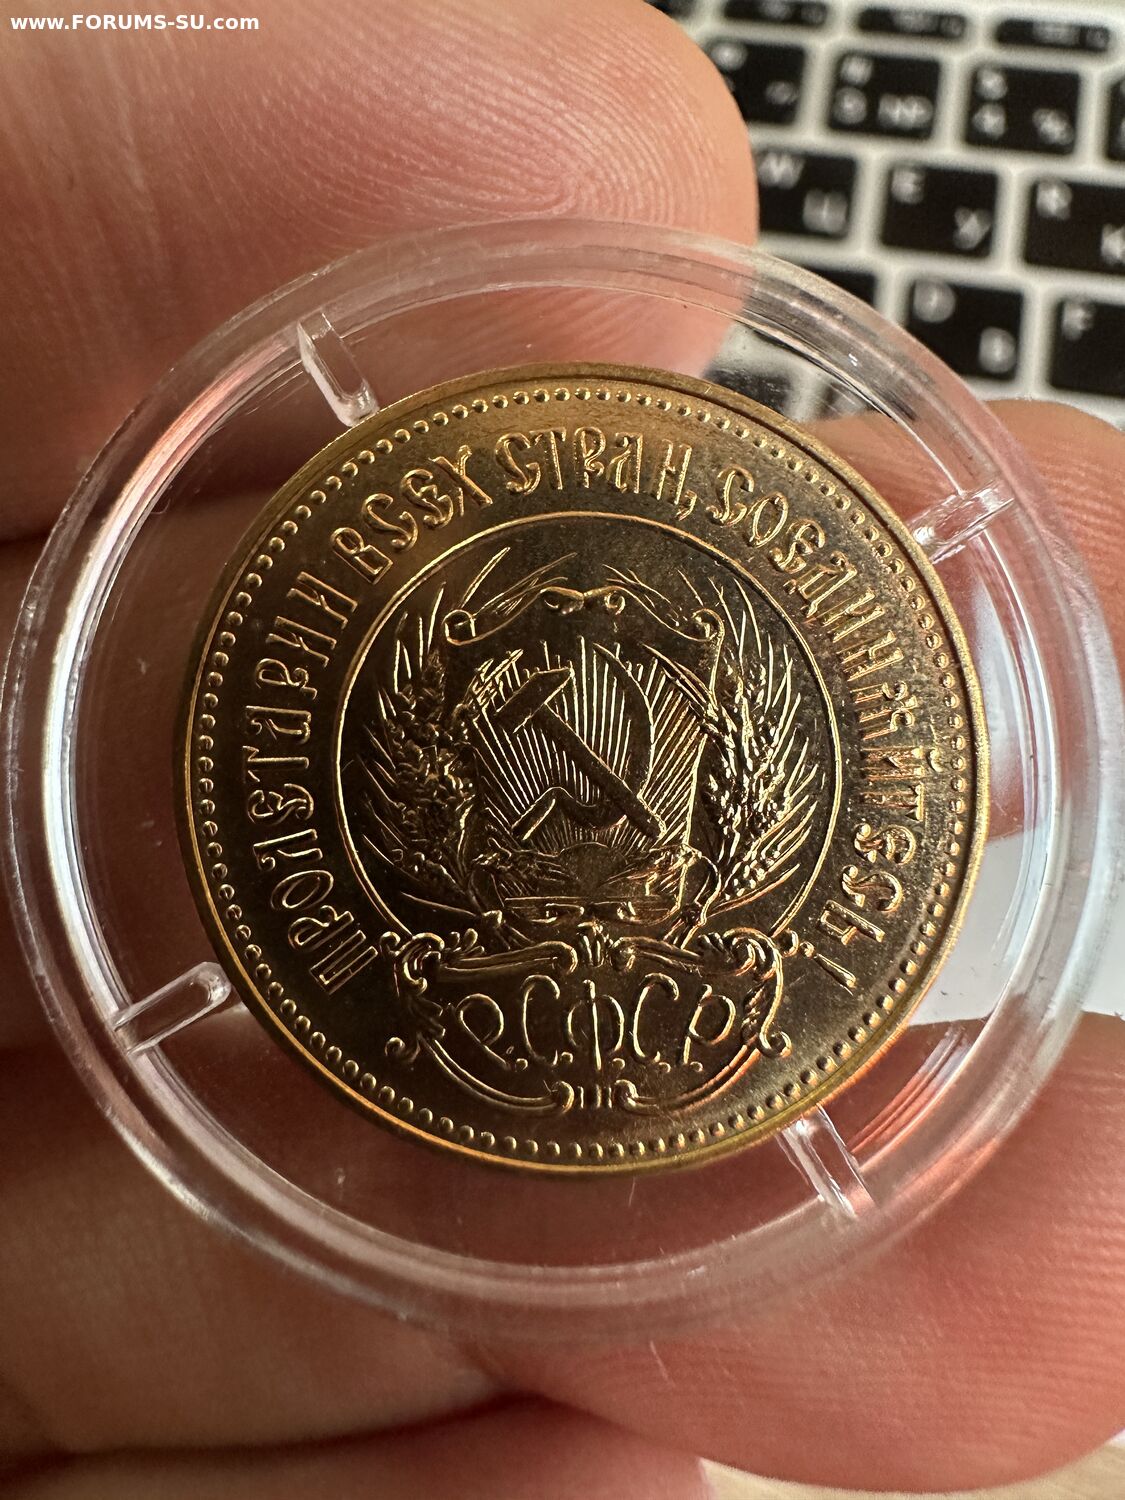 www.FORUMS-SU.com
ПРОЛЕТАРИИ ВСЕХ СТРАН, СОЕДИНЯЙТЕСЬ!
Р.С.Ф.С.Р.
W Ц
E У
R К
D В
F